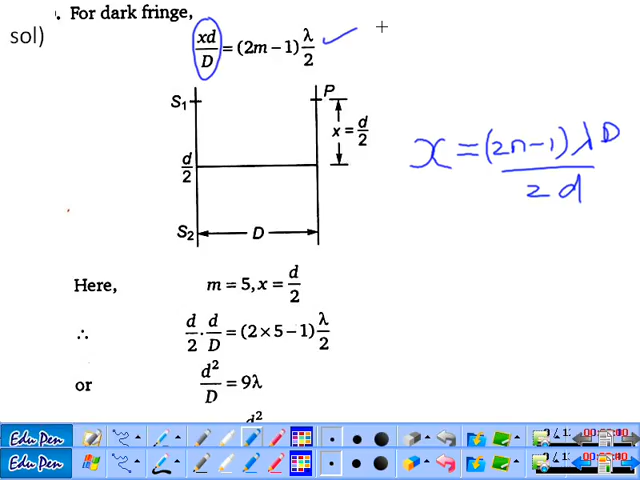 . For dark fringe,
sol)
xd/D = (2m − 1) λ/2
S₁
P
x = d/2
x = (2n−1) λD / 2d
d/2
S₂
D
Here, m = 5, x = d/2
∴ d/2 · d/D = (2 × 5 − 1) λ/2
or d²/D = 9λ
d²
Edu Pen
Edu Pen